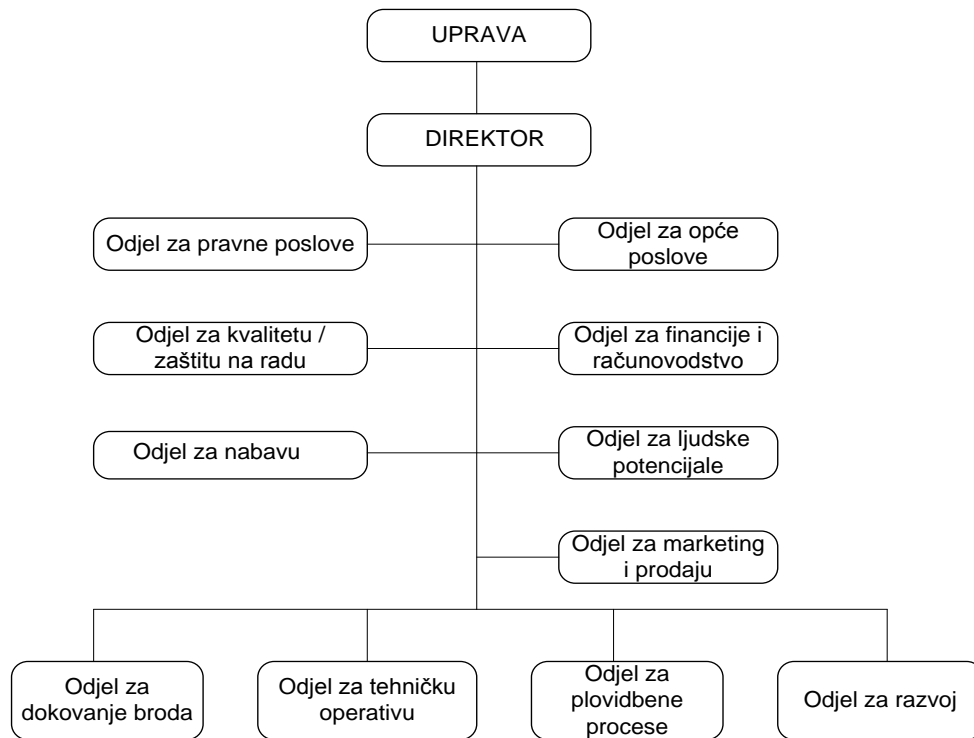 UPRAVA
DIREKTOR
Odjel za pravne poslove
Odjel za opće
poslove
Odjel za kvalitetu /
zaštitu na radu
Odjel za financije i
računovodstvo
Odjel za nabavu
Odjel za ljudske
potencijale
Odjel za marketing
i prodaju
Odjel za
dokovanje broda
Odjel za tehničku
operativu
Odjel za
plovidbene
procese
Odjel za razvoj